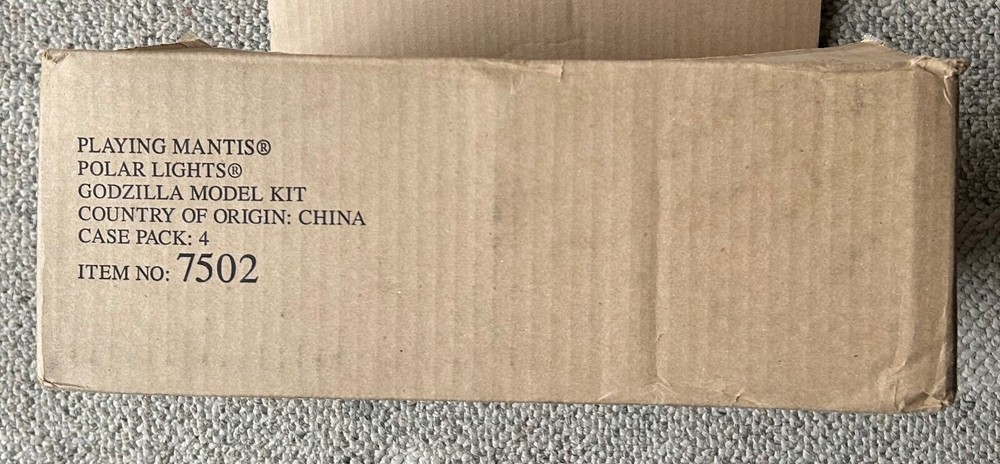 PLAYING MANTIS®
POLAR LIGHTS®
GODZILLA MODEL KIT
COUNTRY OF ORIGIN: CHINA
CASE PACK: 4
ITEM NO: 7502